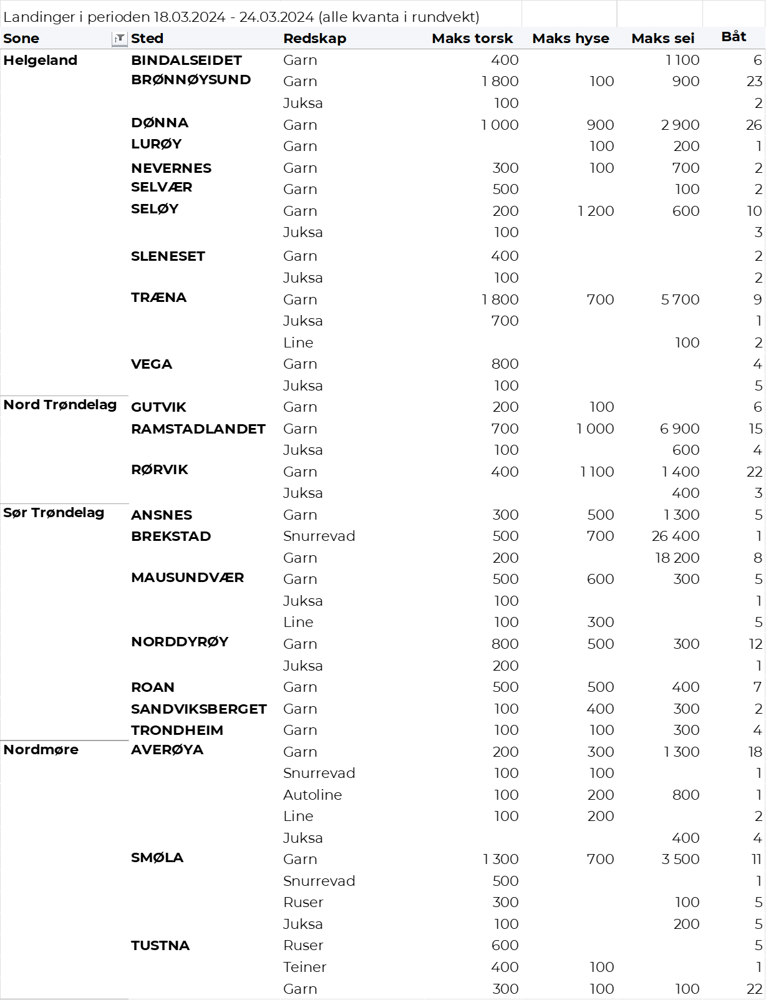 Landinger i perioden 18.03.2024 - 24.03.2024 (alle kvanta i rundvekt)
Sone Sted Redskap Maks torsk Maks hyse Maks sei Båt
Helgeland BINDALSEIDET Garn 400 1 100 6
BRØNNØYSUND Garn 1 800 100 900 23
Juksa 100 2
DØNNA Garn 1 000 900 2 900 26
LURØY Garn 100 200 1
NEVERNES Garn 300 100 700 2
SELVÆR Garn 500 100 2
SELØY Garn 200 1 200 600 10
Juksa 100 3
SLENESET Garn 400 2
Juksa 100 2
TRÆNA Garn 1 800 700 5 700 9
Juksa 700 1
Line 100 2
VEGA Garn 800 4
Juksa 100 5
Nord Trøndelag GUTVIK Garn 200 100 6
RAMSTADLANDET Garn 700 1 000 6 900 15
Juksa 100 600 4
RØRVIK Garn 400 1 100 1 400 22
Juksa 400 3
Sør Trøndelag ANSNES Garn 300 500 1 300 5
BREKSTAD Snurrevad 500 700 26 400 1
Garn 200 18 200 8
MAUSUNDVÆR Garn 500 600 300 5
Juksa 100 1
Line 100 300 5
NORDDYRØY Garn 800 500 300 12
Juksa 200 1
ROAN Garn 500 500 400 7
SANDVIKSBERGET Garn 100 400 300 2
TRONDHEIM Garn 100 100 300 4
Nordmøre AVERØYA Garn 200 300 1 300 18
Snurrevad 100 100 1
Autoline 100 200 800 1
Line 100 200 2
Juksa 400 4
SMØLA Garn 1 300 700 3 500 11
Snurrevad 500 1
Ruser 300 100 5
Juksa 100 200 5
TUSTNA Ruser 600 5
Teiner 400 100 1
Garn 300 100 100 22